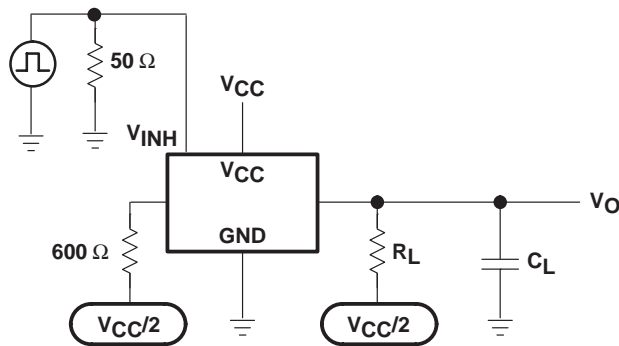 50 Ω
VCC
VINH
VCC
VO
GND
600 Ω
RL
CL
VCC/2
VCC/2